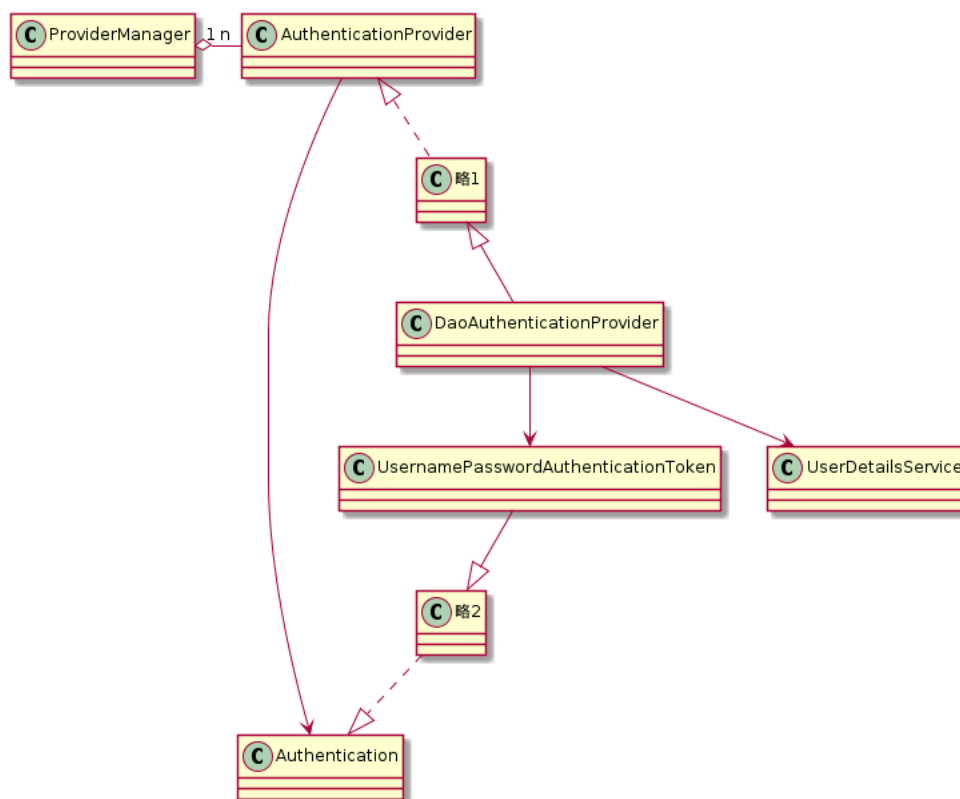 C ProviderManager
1 n
C AuthenticationProvider
C 略1
C DaoAuthenticationProvider
C UsernamePasswordAuthenticationToken
C UserDetailsService
C 略2
C Authentication